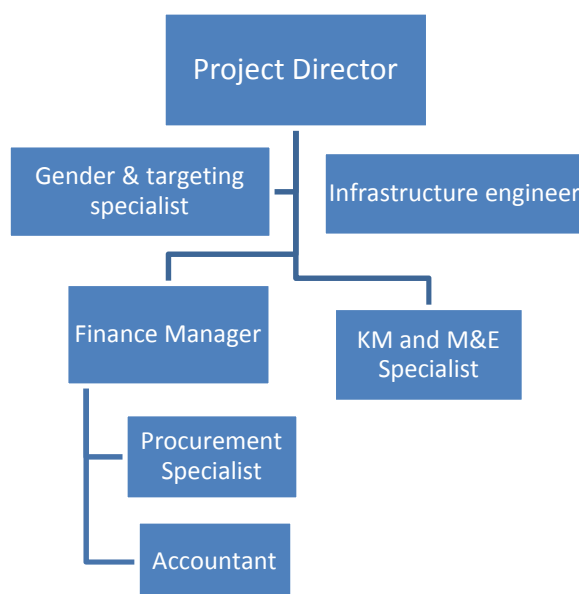 Project Director
Gender & targeting
specialist
Infrastructure engineer
Finance Manager
KM and M&E
Specialist
Procurement
Specialist
Accountant